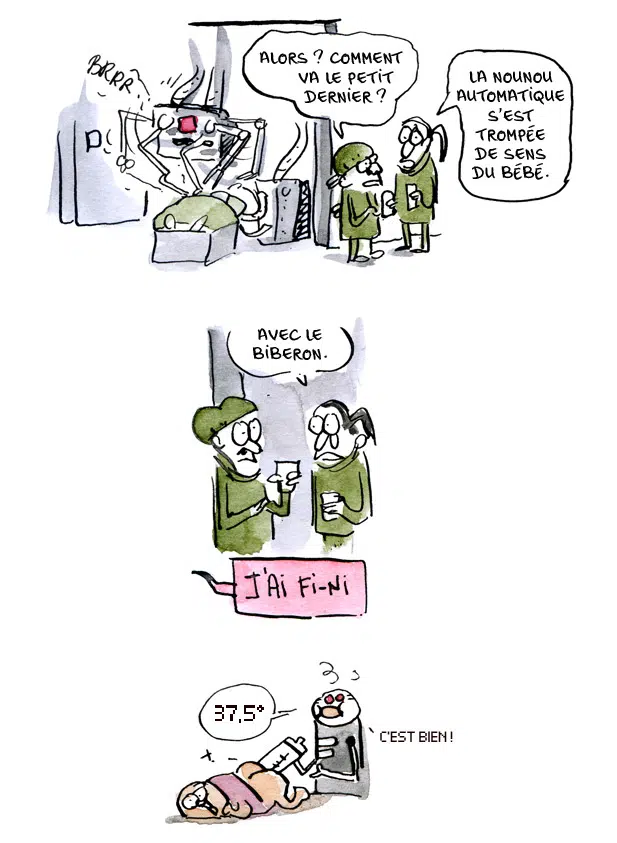 BRRR
ALORS ? COMMENT
VA LE PETIT
DERNIER ?
LA NOUNOU
AUTOMATIQUE
S'EST
TROMPÉE
DE SENS
DU BÉBÉ.
AVEC LE
BIBERON.
J'AI FI-NI
37,5°
C'EST BIEN !